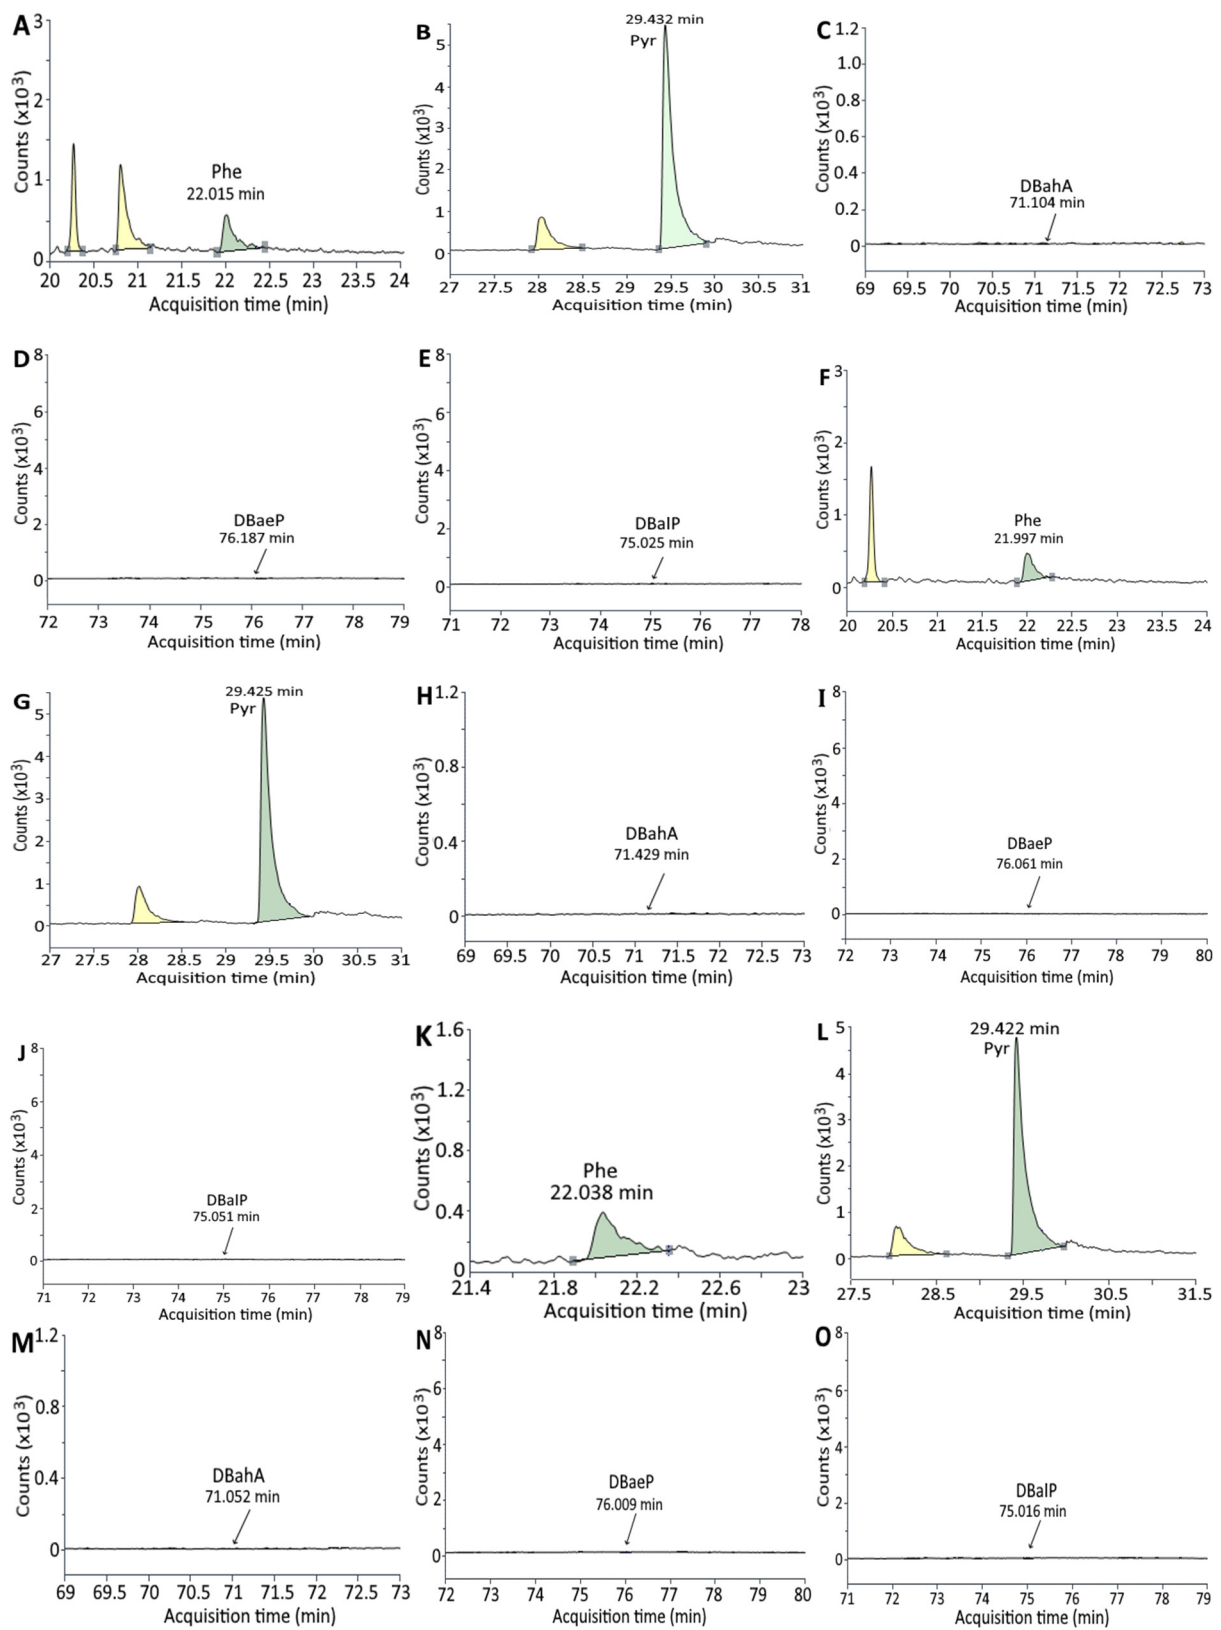 A
3
2
1
0
Counts (x10³)
Phe
22.015 min
20 20.5 21 21.5 22 22.5 23 23.5 24
Acquisition time (min)
B
29.432 min
Pyr
5
4
3
2
1
0
Counts (x10³)
27 27.5 28 28.5 29 29.5 30 30.5 31
Acquisition time (min)
C
1.2
1.0
0.8
0.6
0.4
0.2
0
Counts (x10³)
DBahA
71.104 min
69 69.5 70 70.5 71 71.5 72 72.5 73
Acquisition time (min)
D
8
6
4
2
0
Counts (x10³)
DBaeP
76.187 min
72 73 74 75 76 77 78 79
Acquisition time (min)
E
8
6
4
2
0
Counts (x10³)
DBalP
75.025 min
71 72 73 74 75 76 77 78
Acquisition time (min)
F
3
2
1
0
Counts (x10³)
Phe
21.997 min
20 20.5 21 21.5 22 22.5 23 23.5 24
Acquisition time (min)
G
29.425 min
Pyr
5
4
3
2
1
0
Counts (x10³)
27 27.5 28 28.5 29 29.5 30 30.5 31
Acquisition time (min)
H
1.2
0.8
0.4
0
Counts (x10³)
DBahA
71.429 min
69 69.5 70 70.5 71 71.5 72 72.5 73
Acquisition time (min)
I
8
6
4
2
0
Counts (x10³)
DBaeP
76.061 min
72 73 74 75 76 77 78 79 80
Acquisition time (min)
J
8
6
4
2
0
Counts (x10³)
DBalP
75.051 min
71 72 73 74 75 76 77 78 79
Acquisition time (min)
K
1.6
1.2
0.8
0.4
0
Counts (x10³)
Phe
22.038 min
21.4 21.8 22.2 22.6 23
Acquisition time (min)
L
29.422 min
Pyr
5
4
3
2
1
0
Counts (x10³)
27.5 28.5 29.5 30.5 31.5
Acquisition time (min)
M
1.2
0.8
0.4
0
Counts (x10³)
DBahA
71.052 min
69 69.5 70 70.5 71 71.5 72 72.5 73
Acquisition time (min)
N
8
6
4
2
0
Counts (x10³)
DBaeP
76.009 min
72 73 74 75 76 77 78 79 80
Acquisition time (min)
O
8
6
4
2
0
Counts (x10³)
DBalP
75.016 min
71 72 73 74 75 76 77 78 79
Acquisition time (min)